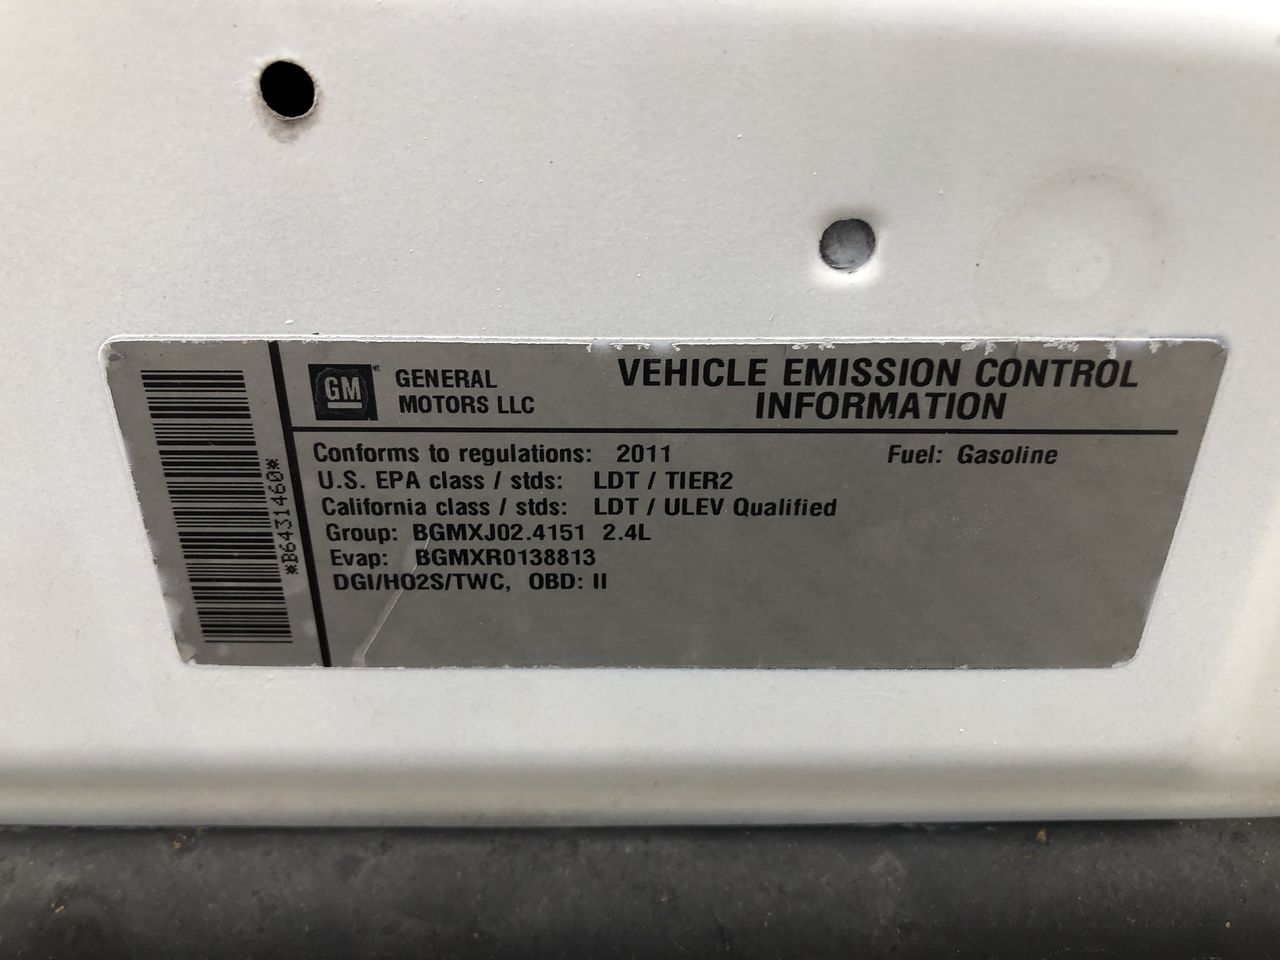 GM
GENERAL
MOTORS LLC
VEHICLE EMISSION CONTROL
INFORMATION
*B6431460*
Conforms to regulations: 2011 Fuel: Gasoline
U.S. EPA class / stds: LDT / TIER2
California class / stds: LDT / ULEV Qualified
Group: BGMXJ02.4151 2.4L
Evap: BGMXR0138813
DGI/HO2S/TWC, OBD: II